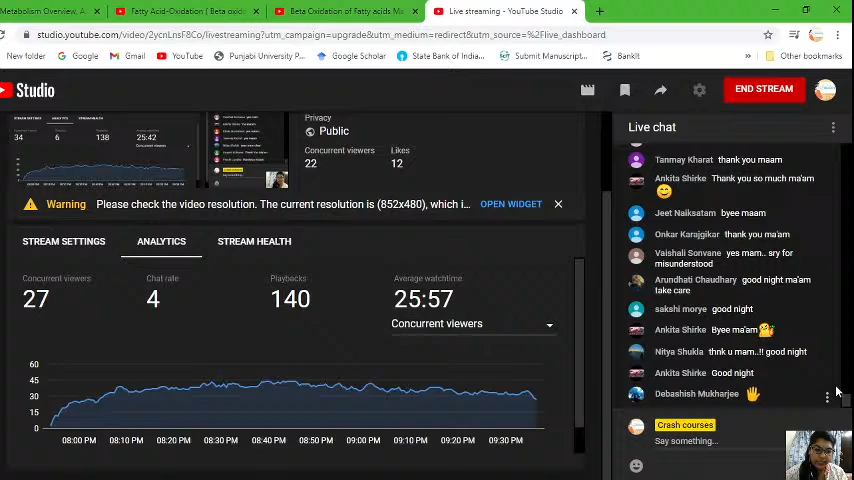 Metabolism Overview, A
Fatty Acid-Oxidation ( Beta oxid
Beta Oxidation of Fatty acids M
Live streaming - YouTube Studio
studio.youtube.com/video/2ycnLnsF8Co/livestreaming?utm_campaign=upgrade&utm_medium=redirect&utm_source=%2Flive_dashboard
New folder
Google
Gmail
YouTube
Punjabi University P...
Google Scholar
State Bank of India...
Submit Manuscript...
BankIt
»
Other bookmarks
Studio
END STREAM
STREAM SETTINGS ANALYTICS STREAM HEALTH
34 6 138 25:42
Privacy
Public
Concurrent viewers Likes
22 12
Warning Please check the video resolution. The current resolution is (852x480), which i... OPEN WIDGET
STREAM SETTINGS ANALYTICS STREAM HEALTH
Concurrent viewers Chat rate Playbacks Average watchtime
27 4 140 25:57
Concurrent viewers
60
45
30
15
0
08:00 PM 08:10 PM 08:20 PM 08:30 PM 08:40 PM 08:50 PM 09:00 PM 09:10 PM 09:20 PM 09:30 PM
Live chat
Tanmay Kharat thank you maam
Ankita Shirke Thank you so much ma'am
Jeet Naiksatam byee maam
Onkar Karajgikar thank you ma'am
Vaishali Sonvane yes mam.. sry for
misunderstood
Arundhati Chaudhary good night ma'am
take care
sakshi morye good night
Ankita Shirke Byee ma'am
Nitya Shukla thnk u mam..!! good night
Ankita Shirke Good night
Debashish Mukharjee
Crash courses
Say something...